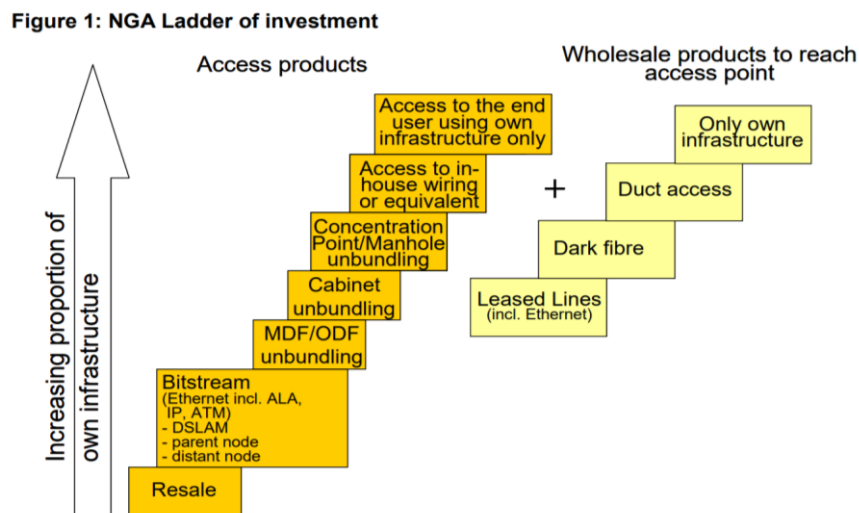 Figure 1: NGA Ladder of investment
Access products
Wholesale products to reach
access point
Increasing proportion of
own infrastructure
Access to the end
user using own
infrastructure only
Access to in-
house wiring
or equivalent
Concentration
Point/Manhole
unbundling
Cabinet
unbundling
MDF/ODF
unbundling
Bitstream
(Ethernet incl. ALA,
IP, ATM)
- DSLAM
- parent node
- distant node
Resale
+
Only own
infrastructure
Duct access
Dark fibre
Leased Lines
(incl. Ethernet)